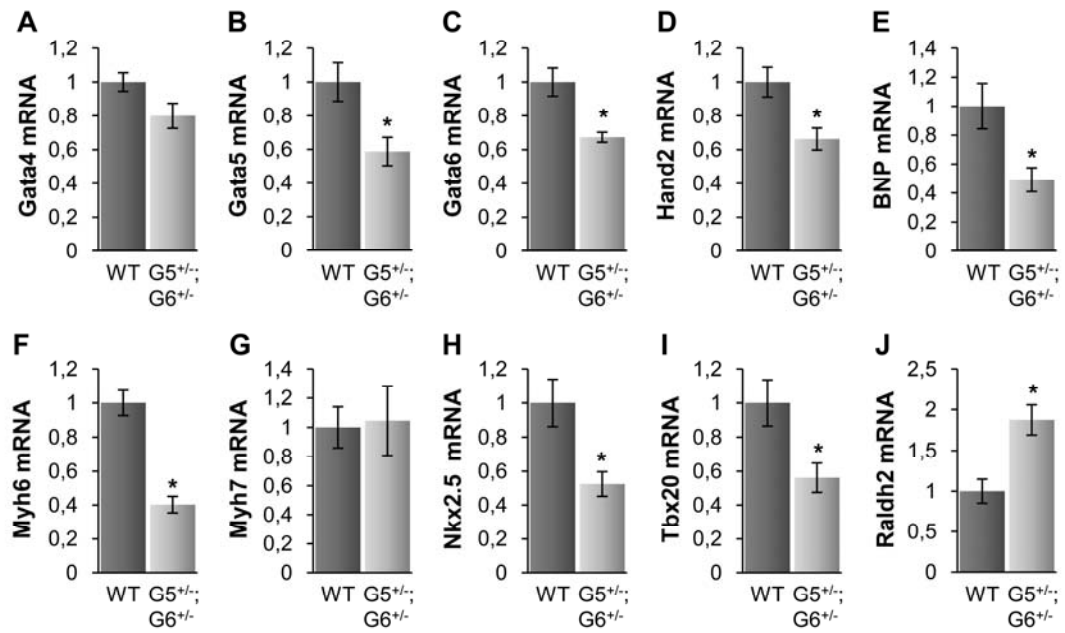 A
Gata4 mRNA
1,2
1
0,8
0,6
0,4
0,2
0
WT G5+/-;
G6+/-
B
Gata5 mRNA
1,2
1
0,8
0,6
0,4
0,2
0
*
WT G5+/-;
G6+/-
C
Gata6 mRNA
1,2
1
0,8
0,6
0,4
0,2
0
*
WT G5+/-;
G6+/-
D
Hand2 mRNA
1,2
1
0,8
0,6
0,4
0,2
0
*
WT G5+/-;
G6+/-
E
BNP mRNA
1,4
1,2
1
0,8
0,6
0,4
0,2
0
*
WT G5+/-;
G6+/-
F
Myh6 mRNA
1,2
1
0,8
0,6
0,4
0,2
0
*
WT G5+/-;
G6+/-
G
Myh7 mRNA
1,4
1,2
1
0,8
0,6
0,4
0,2
0
WT G5+/-;
G6+/-
H
Nkx2.5 mRNA
1,2
1
0,8
0,6
0,4
0,2
0
*
WT G5+/-;
G6+/-
I
Tbx20 mRNA
1,2
1
0,8
0,6
0,4
0,2
0
*
WT G5+/-;
G6+/-
J
Raldh2 mRNA
2,5
2
1,5
1
0,5
0
*
WT G5+/-;
G6+/-